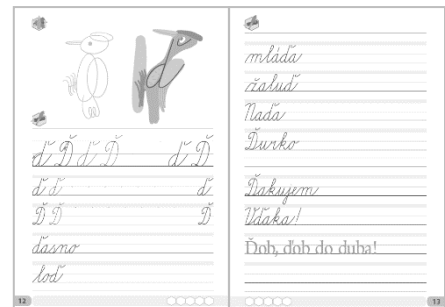 ď Ď ď Ď ď Ď
ď ď ď
Ď Ď Ď
ďasno
loď
12
mláďa
žaluď
Naďa
Ďurko
Ďakujem
Vďaka!
Ďob, ďob do duba!
13